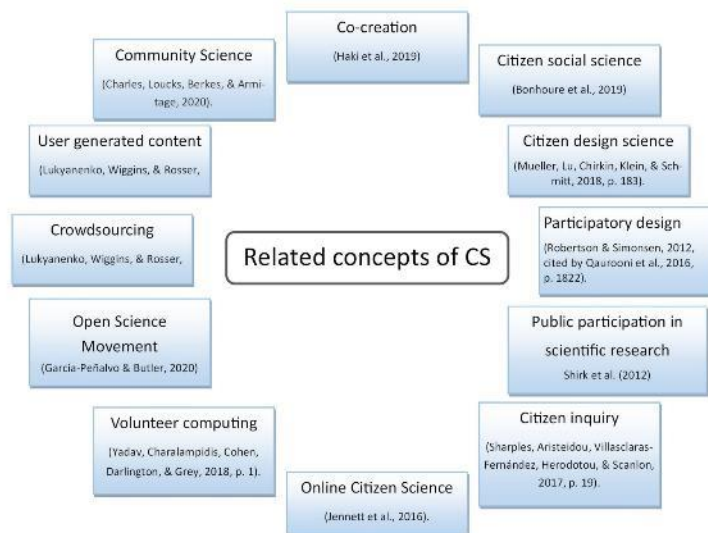 Co-creation
(Haki et al., 2019)
Community Science
(Charles, Loucks, Berkes, & Armi-
tage, 2020).
Citizen social science
(Bonhoure et al., 2019)
User generated content
(Lukyanenko, Wiggins, & Rosser,
Citizen design science
(Mueller, Lu, Chirkin, Klein, & Sch-
mitt, 2018, p. 183).
Crowdsourcing
(Lukyanenko, Wiggins, & Rosser,
Related concepts of CS
Participatory design
(Robertson & Simonsen, 2012,
cited by Qaurooni et al., 2016,
p. 1822).
Open Science
Movement
(García-Peñalvo & Butler, 2020)
Public participation in
scientific research
Shirk et al. (2012)
Volunteer computing
(Yadav, Charalampidis, Cohen,
Darlington, & Grey, 2018, p. 1).
Citizen inquiry
(Sharples, Aristeidou, Villasclaras-
Fernández, Herodotou, & Scanlon,
2017, p. 19).
Online Citizen Science
(Jennett et al., 2016).